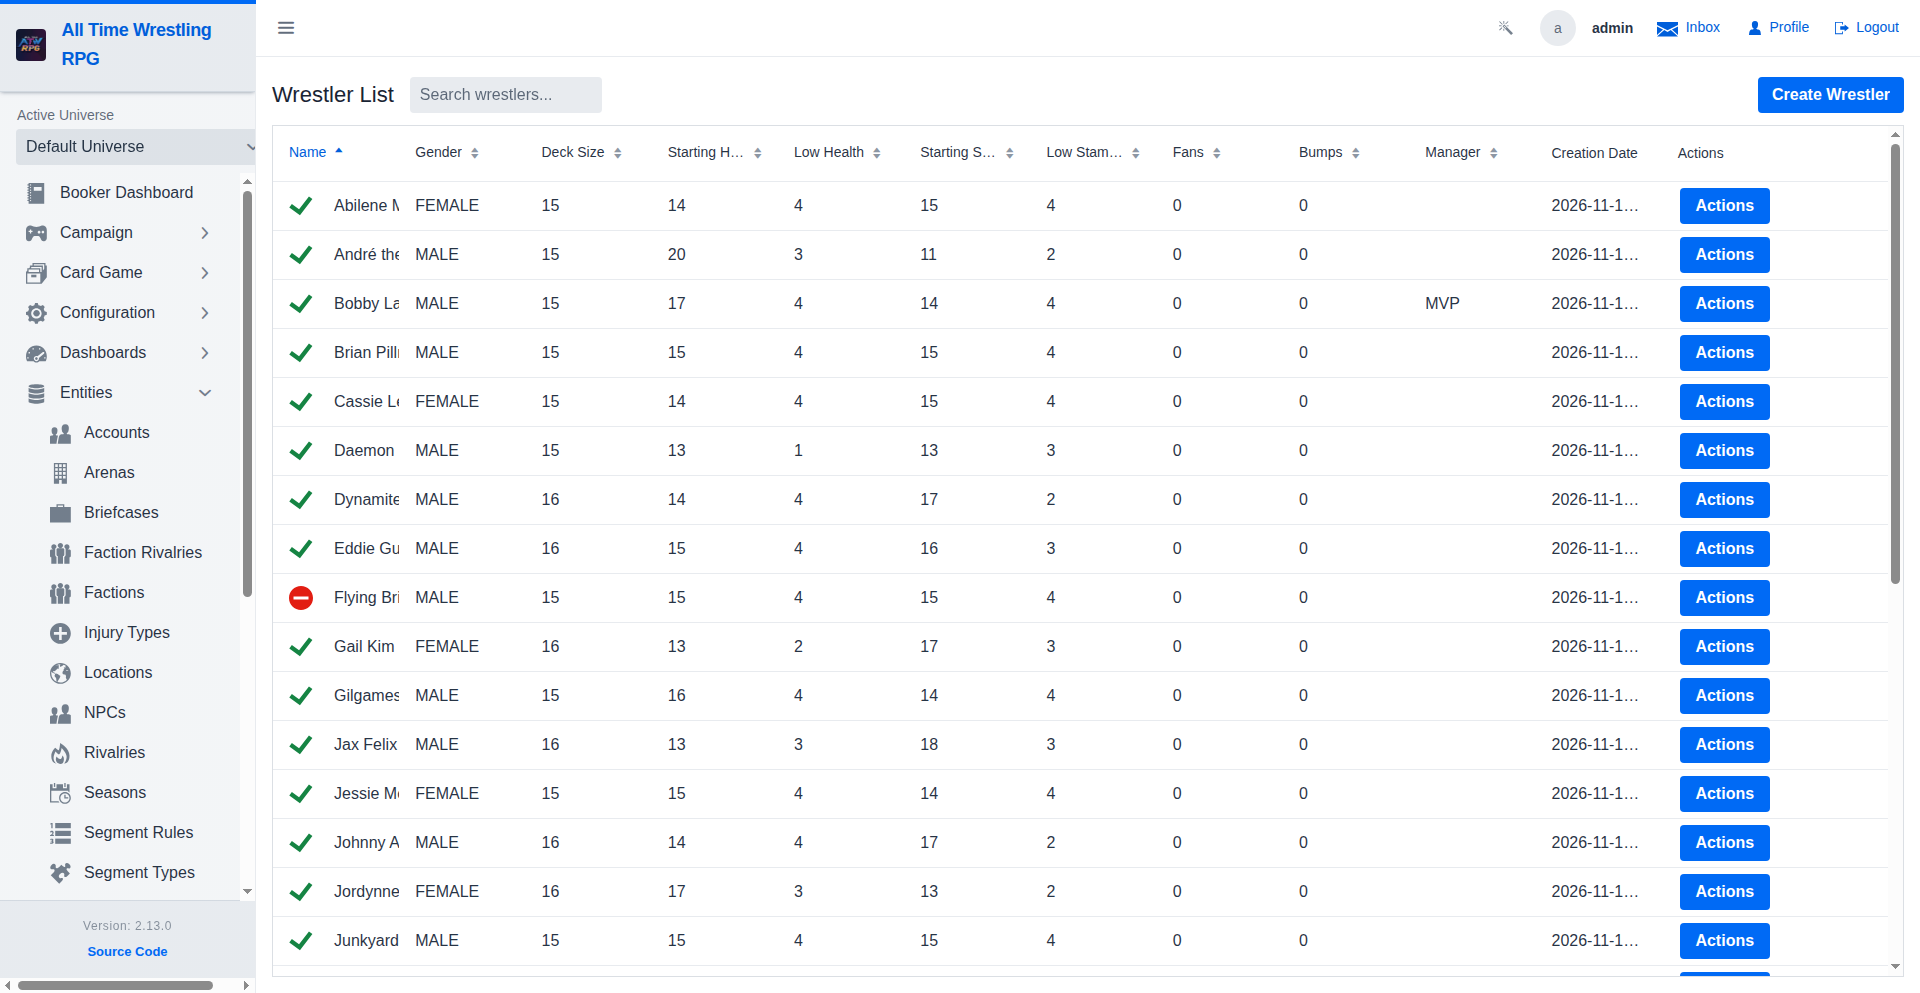 All Time Wrestling
RPG
Active Universe
Default Universe
Booker Dashboard
Campaign
Card Game
Configuration
Dashboards
Entities
Accounts
Arenas
Briefcases
Faction Rivalries
Factions
Injury Types
Locations
NPCs
Rivalries
Seasons
Segment Rules
Segment Types
Version: 2.13.0
Source Code
a admin Inbox Profile Logout
Wrestler List Search wrestlers... Create Wrestler
Name Gender Deck Size Starting H… Low Health Starting S… Low Stam… Fans Bumps Manager Creation Date Actions
Abilene M FEMALE 15 14 4 15 4 0 0 2026-11-1… Actions
André the MALE 15 20 3 11 2 0 0 2026-11-1… Actions
Bobby La MALE 15 17 4 14 4 0 0 MVP 2026-11-1… Actions
Brian Pill MALE 15 15 4 15 4 0 0 2026-11-1… Actions
Cassie Le FEMALE 15 14 4 15 4 0 0 2026-11-1… Actions
Daemon MALE 15 13 1 13 3 0 0 2026-11-1… Actions
Dynamite MALE 16 14 4 17 2 0 0 2026-11-1… Actions
Eddie Gu MALE 16 15 4 16 3 0 0 2026-11-1… Actions
Flying Bri MALE 15 15 4 15 4 0 0 2026-11-1… Actions
Gail Kim FEMALE 16 13 2 17 3 0 0 2026-11-1… Actions
Gilgames MALE 15 16 4 14 4 0 0 2026-11-1… Actions
Jax Felix MALE 16 13 3 18 3 0 0 2026-11-1… Actions
Jessie Mc FEMALE 15 15 4 14 4 0 0 2026-11-1… Actions
Johnny A MALE 16 14 4 17 2 0 0 2026-11-1… Actions
Jordynne FEMALE 16 17 3 13 2 0 0 2026-11-1… Actions
Junkyard MALE 15 15 4 15 4 0 0 2026-11-1… Actions